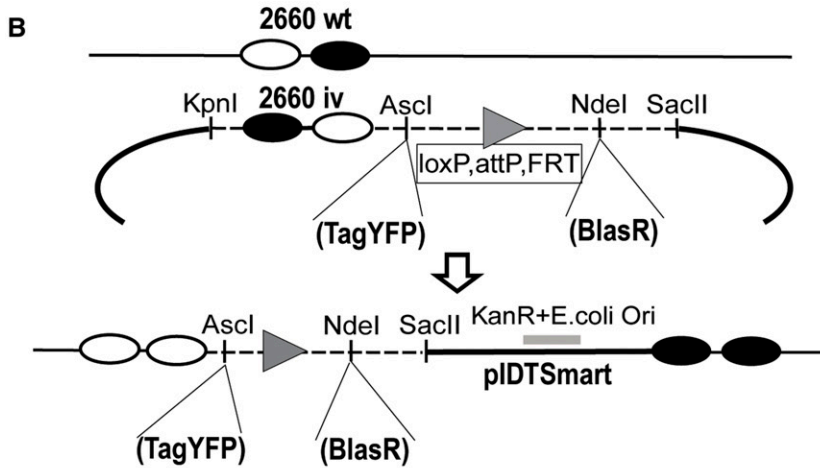 B
2660 wt
KpnI 2660 iv AscI NdeI SacII
loxP,attP,FRT
(TagYFP) (BlasR)
AscI NdeI SacII KanR+E.coli Ori
pIDTSmart
(TagYFP) (BlasR)